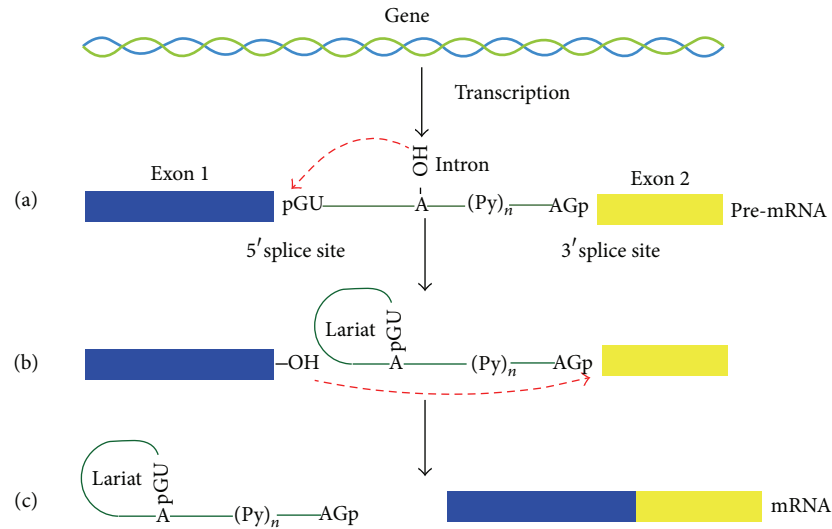 Gene
Transcription
OH
Intron
Exon 1
Exon 2
(a)
pGU
A
(Py)n
AGp
Pre-mRNA
5′ splice site
3′ splice site
Lariat
pGU
(b)
–OH
A
(Py)n
AGp
Lariat
pGU
(c)
A
(Py)n
AGp
mRNA